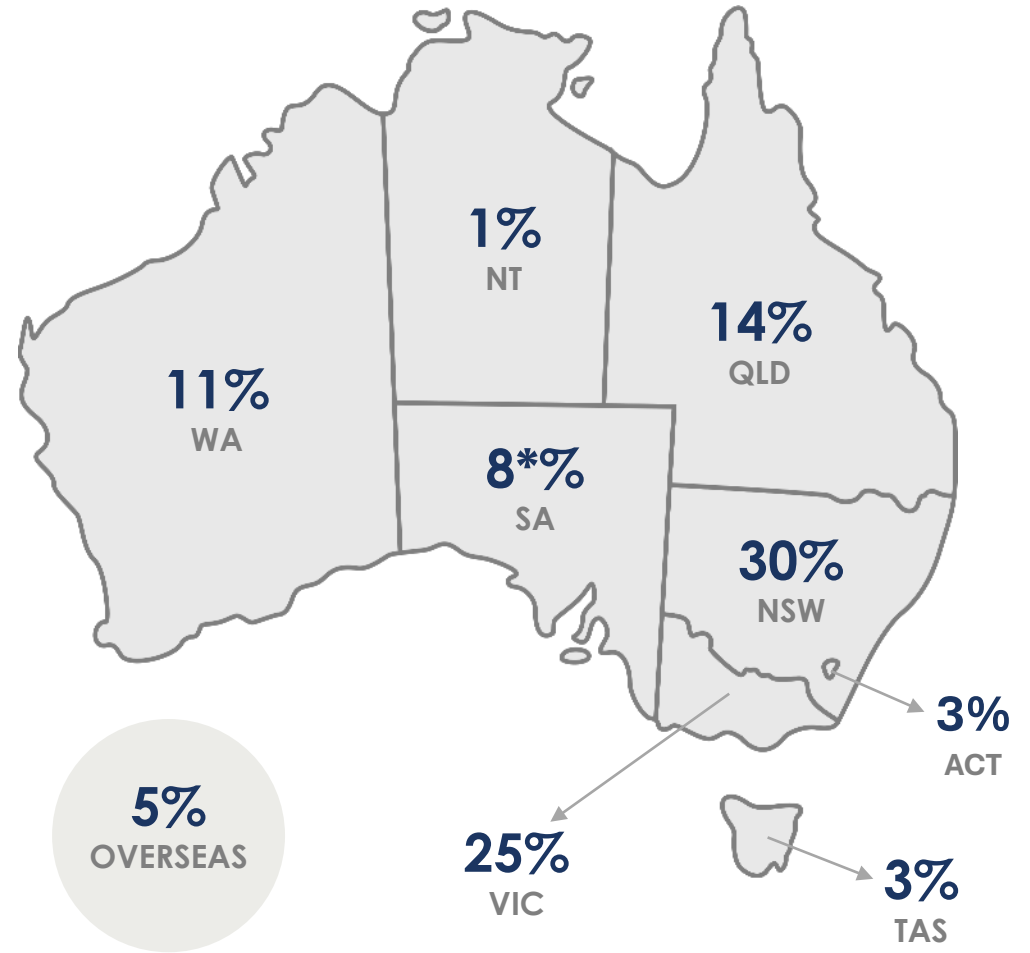 1%
NT
14%
QLD
11%
WA
8*%
SA
30%
NSW
3%
ACT
5%
OVERSEAS
25%
VIC
3%
TAS